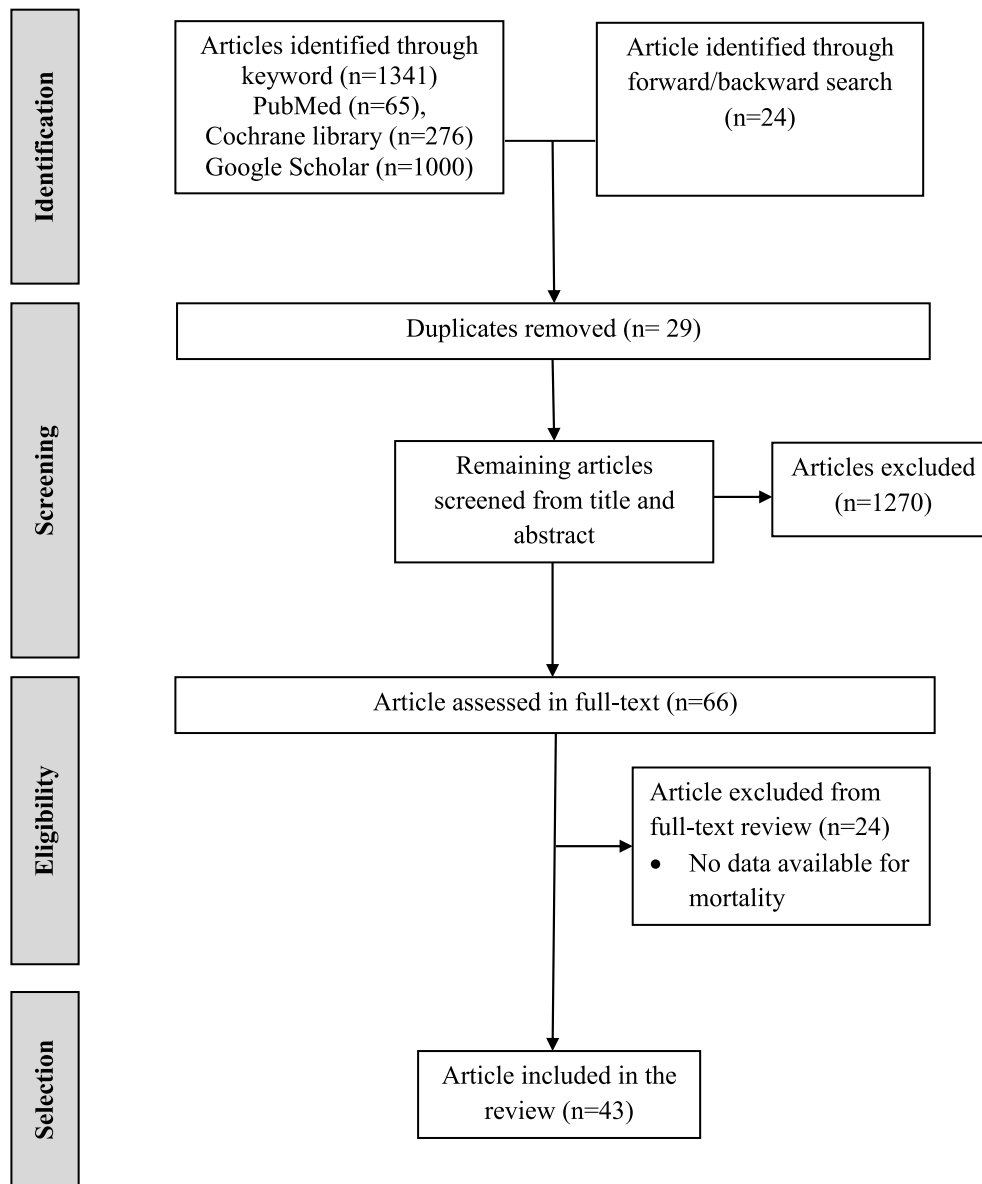 Identification
Articles identified through
keyword (n=1341)
PubMed (n=65),
Cochrane library (n=276)
Google Scholar (n=1000)
Article identified through
forward/backward search
(n=24)
Screening
Duplicates removed (n= 29)
Remaining articles
screened from title and
abstract
Articles excluded
(n=1270)
Eligibility
Article assessed in full-text (n=66)
Article excluded from
full-text review (n=24)
• No data available for
mortality
Selection
Article included in the
review (n=43)